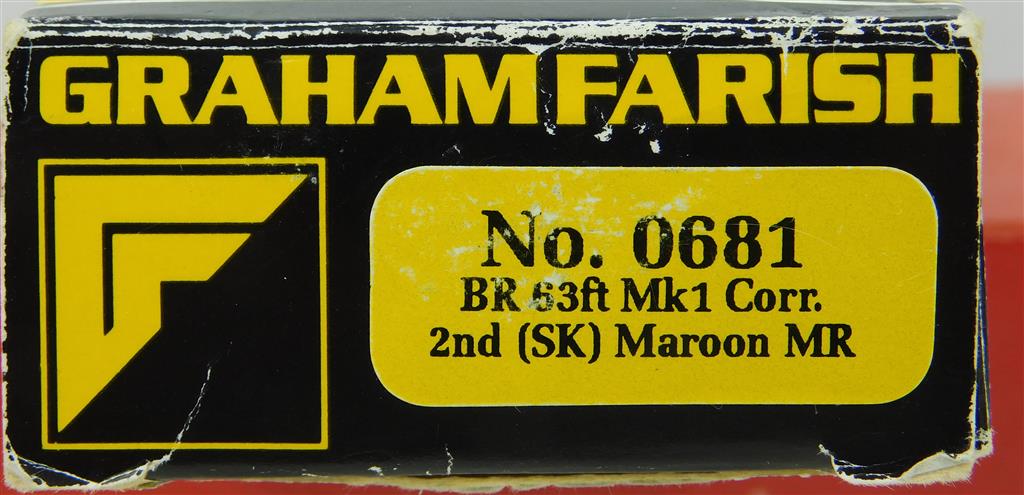 GRAHAM FARISH
No. 0681
BR 63ft Mk1 Corr.
2nd (SK) Maroon MR